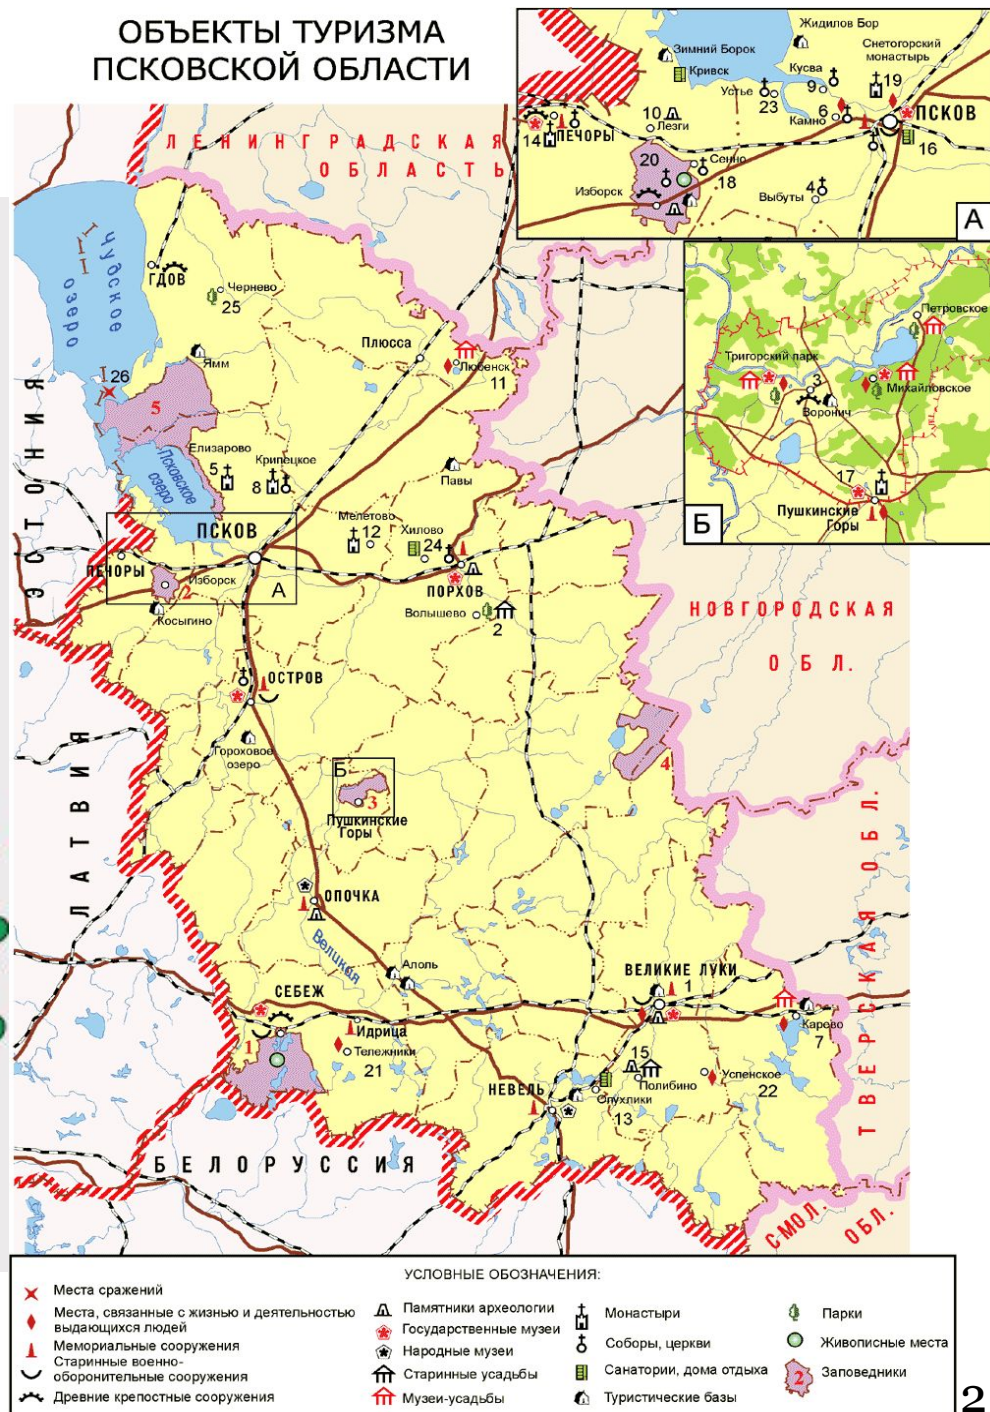 ОБЪЕКТЫ ТУРИЗМА
ПСКОВСКОЙ ОБЛАСТИ
ЛЕНИНГРАДСКАЯ
ОБЛАСТЬ
Чудское
озеро
ГДОВ
Чернево
25
Плюсса
Любенск
11
Ямм
26
5
Елизарово
5
Крипецкое
8
Псковское
озеро
Павы
ПСКОВ
Мелетово
12
Хилово
24
ПОРХОВ
ПЕЧОРЫ
Изборск
2
А
Косыгино
Волышево
2
ЭСТОНИЯ
ОСТРОВ
Гороховое
озеро
Б
3
Пушкинские
Горы
4
НОВГОРОДСКАЯ
ОБЛ.
ЛАТВИЯ
ОПОЧКА
Великая
Алоль
СЕБЕЖ
1
Идрица
Тележники
21
ВЕЛИКИЕ ЛУКИ
1
Карево
7
15
Полибино
Успенское
22
НЕВЕЛЬ
Опухлики
13
ТВЕРСКАЯ ОБЛ.
БЕЛОРУССИЯ
СМОЛ.
ОБЛ.
Жидилов Бор
Зимний Борок
Кривск
Снетогорский
монастырь
Кусва
9
19
Устье
23
6
Камно
ПСКОВ
16
10
Лезги
14
ПЕЧОРЫ
20
Сенно
18
Изборск
4
Выбуты
А
Петровское
Тригорский парк
3
Михайловское
Воронич
17
Пушкинские
Горы
Б
УСЛОВНЫЕ ОБОЗНАЧЕНИЯ:
Места сражений
Места, связанные с жизнью и деятельностью
выдающихся людей
Мемориальные сооружения
Старинные военно-
оборонительные сооружения
Древние крепостные сооружения
Памятники археологии
Государственные музеи
Народные музеи
Старинные усадьбы
Музеи-усадьбы
Монастыри
Соборы, церкви
Санатории, дома отдыха
Туристические базы
Парки
Живописные места
2
Заповедники
2